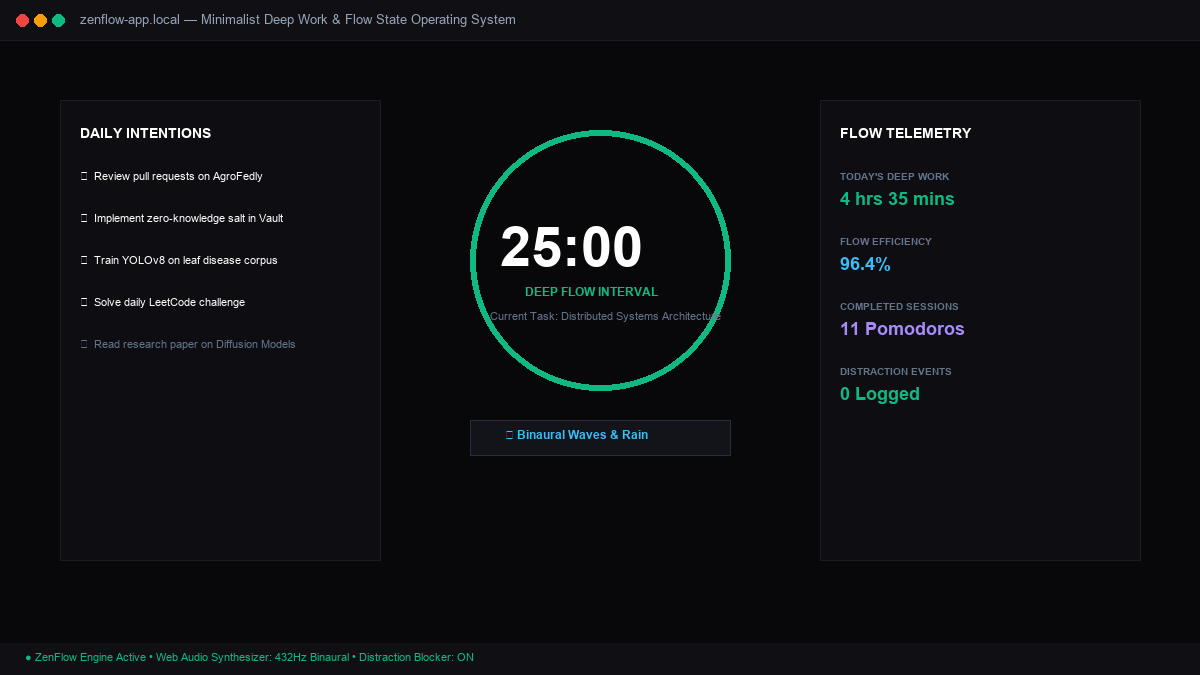 zenflow-app.local — Minimalist Deep Work & Flow State Operating System
DAILY INTENTIONS
Review pull requests on AgroFedly
Implement zero-knowledge salt in Vault
Train YOLOv8 on leaf disease corpus
Solve daily LeetCode challenge
Read research paper on Diffusion Models
25:00
DEEP FLOW INTERVAL
Current Task: Distributed Systems Architecture
Binaural Waves & Rain
FLOW TELEMETRY
TODAY'S DEEP WORK
4 hrs 35 mins
FLOW EFFICIENCY
96.4%
COMPLETED SESSIONS
11 Pomodoros
DISTRACTION EVENTS
0 Logged
● ZenFlow Engine Active • Web Audio Synthesizer: 432Hz Binaural • Distraction Blocker: ON